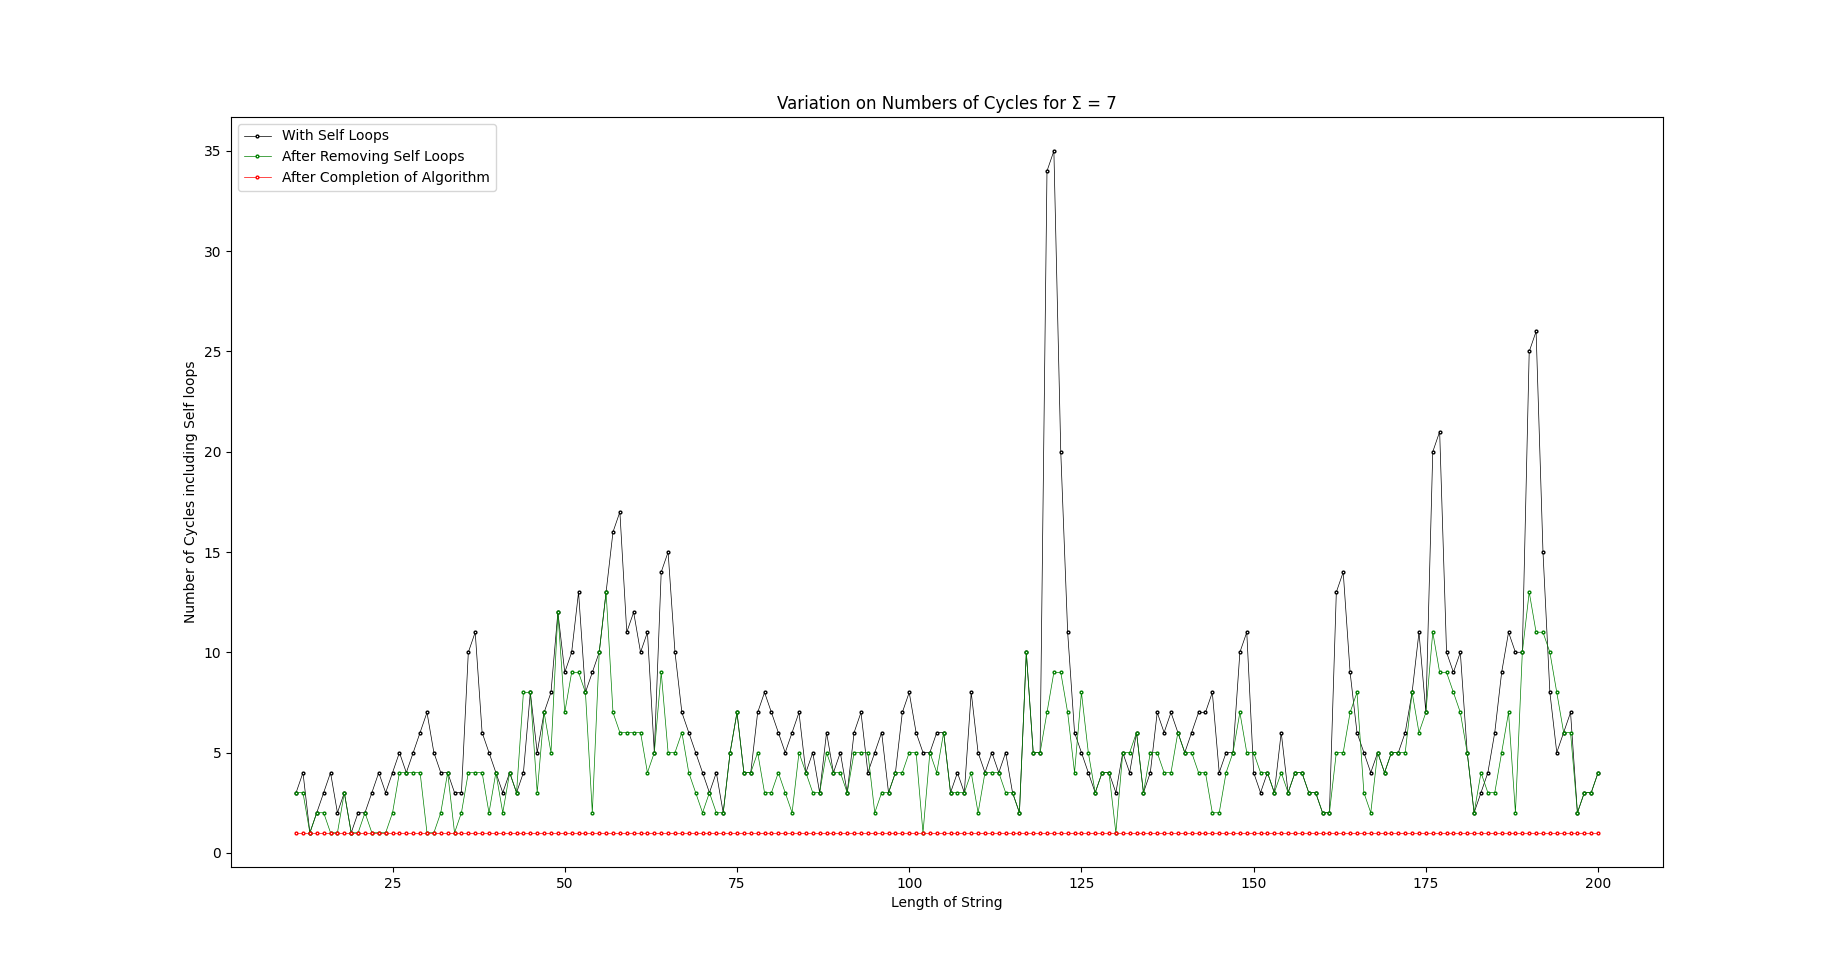 Variation on Numbers of Cycles for Σ = 7
With Self Loops
After Removing Self Loops
After Completion of Algorithm
Number of Cycles including Self loops
35
30
25
20
15
10
5
0
25 50 75 100 125 150 175 200
Length of String